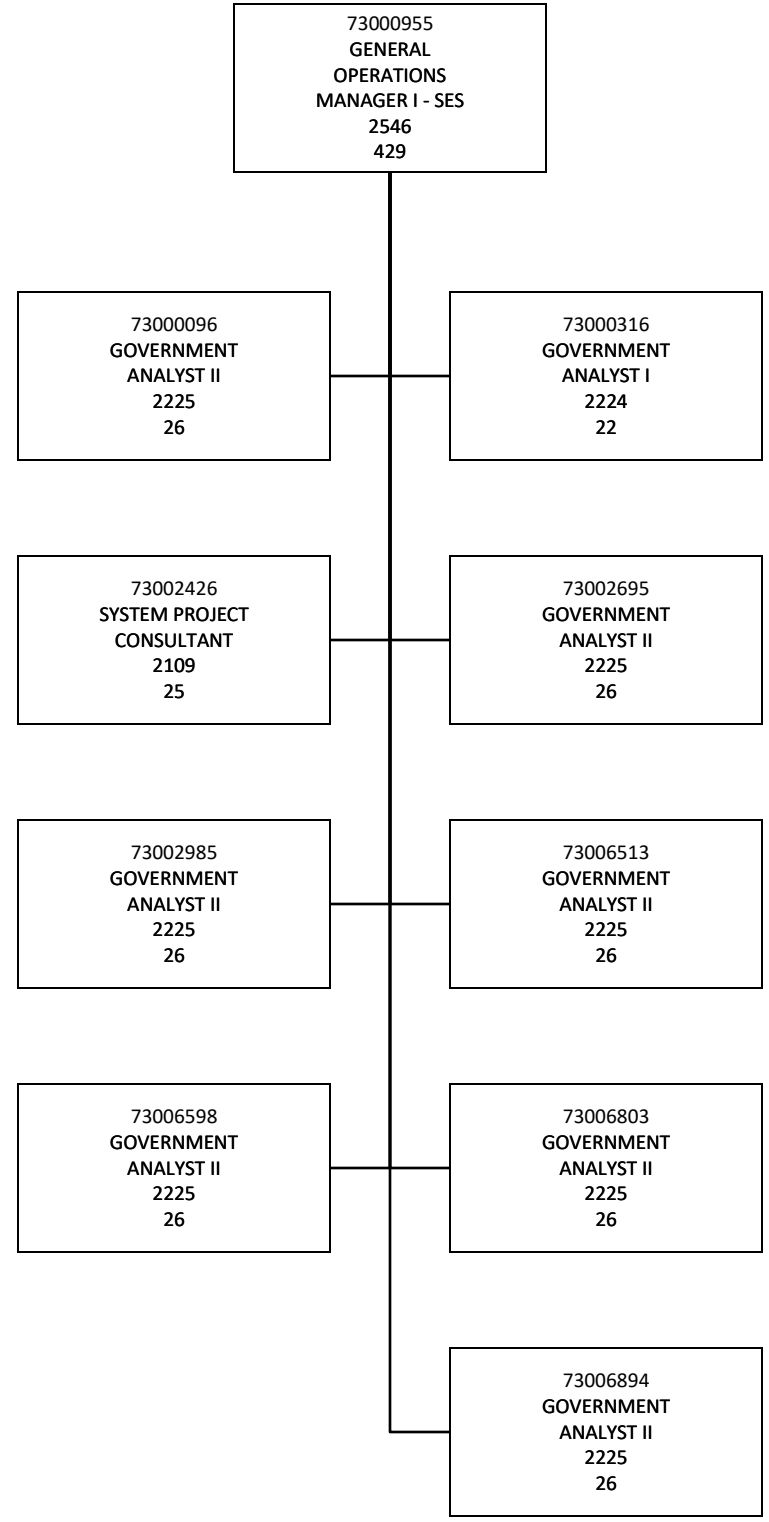 73000955
GENERAL
OPERATIONS
MANAGER I - SES
2546
429
73000096
GOVERNMENT
ANALYST II
2225
26
73000316
GOVERNMENT
ANALYST I
2224
22
73002426
SYSTEM PROJECT
CONSULTANT
2109
25
73002695
GOVERNMENT
ANALYST II
2225
26
73002985
GOVERNMENT
ANALYST II
2225
26
73006513
GOVERNMENT
ANALYST II
2225
26
73006598
GOVERNMENT
ANALYST II
2225
26
73006803
GOVERNMENT
ANALYST II
2225
26
73006894
GOVERNMENT
ANALYST II
2225
26